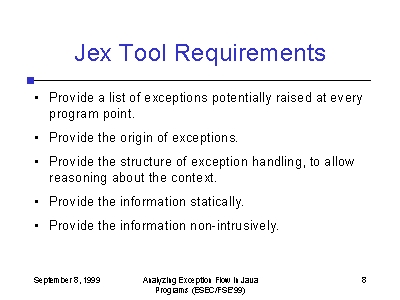 Jex Tool Requirements
• Provide a list of exceptions potentially raised at every
program point.
• Provide the origin of exceptions.
• Provide the structure of exception handling, to allow
reasoning about the context.
• Provide the information statically.
• Provide the information non-intrusively.
September 8, 1999
Analyzing Exception Flow in Java
Programs (ESEC/FSE'99)
8